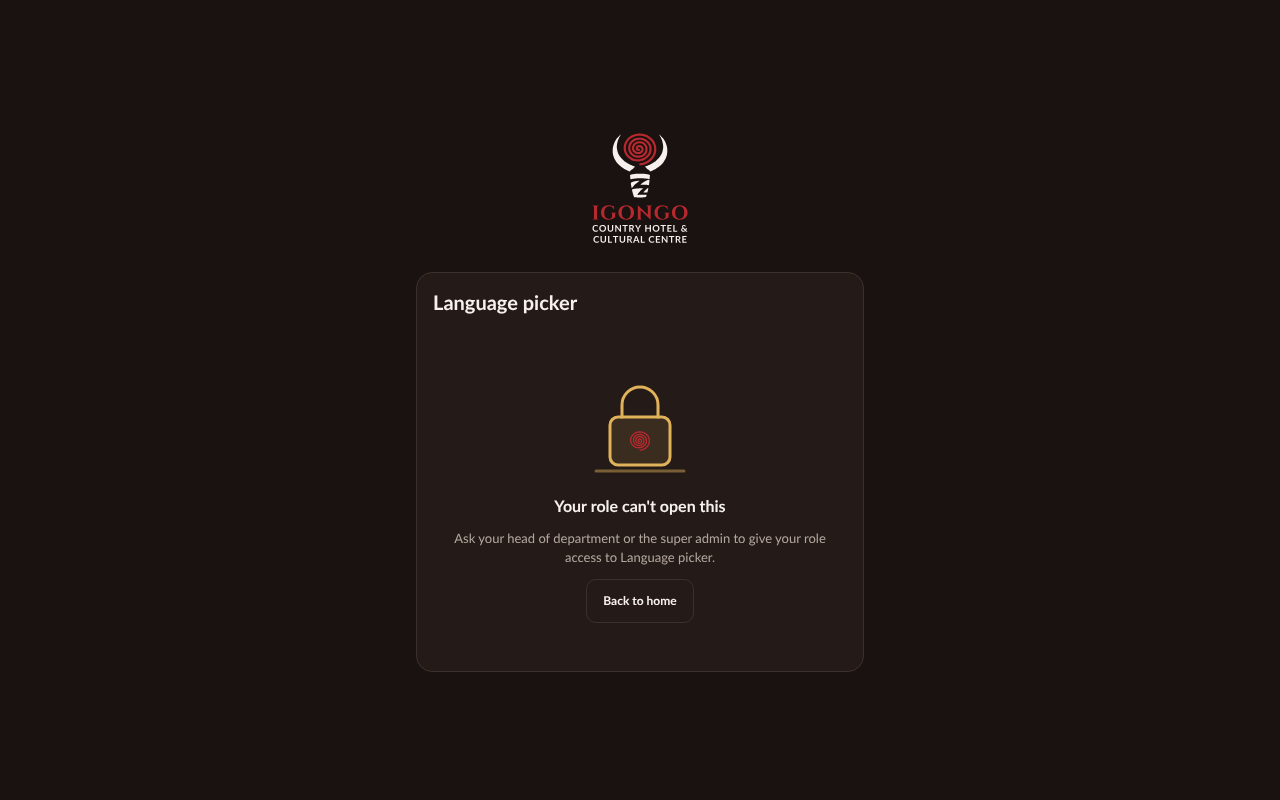 IGONGO
COUNTRY HOTEL &
CULTURAL CENTRE
Language picker
Your role can't open this
Ask your head of department or the super admin to give your role
access to Language picker.
Back to home